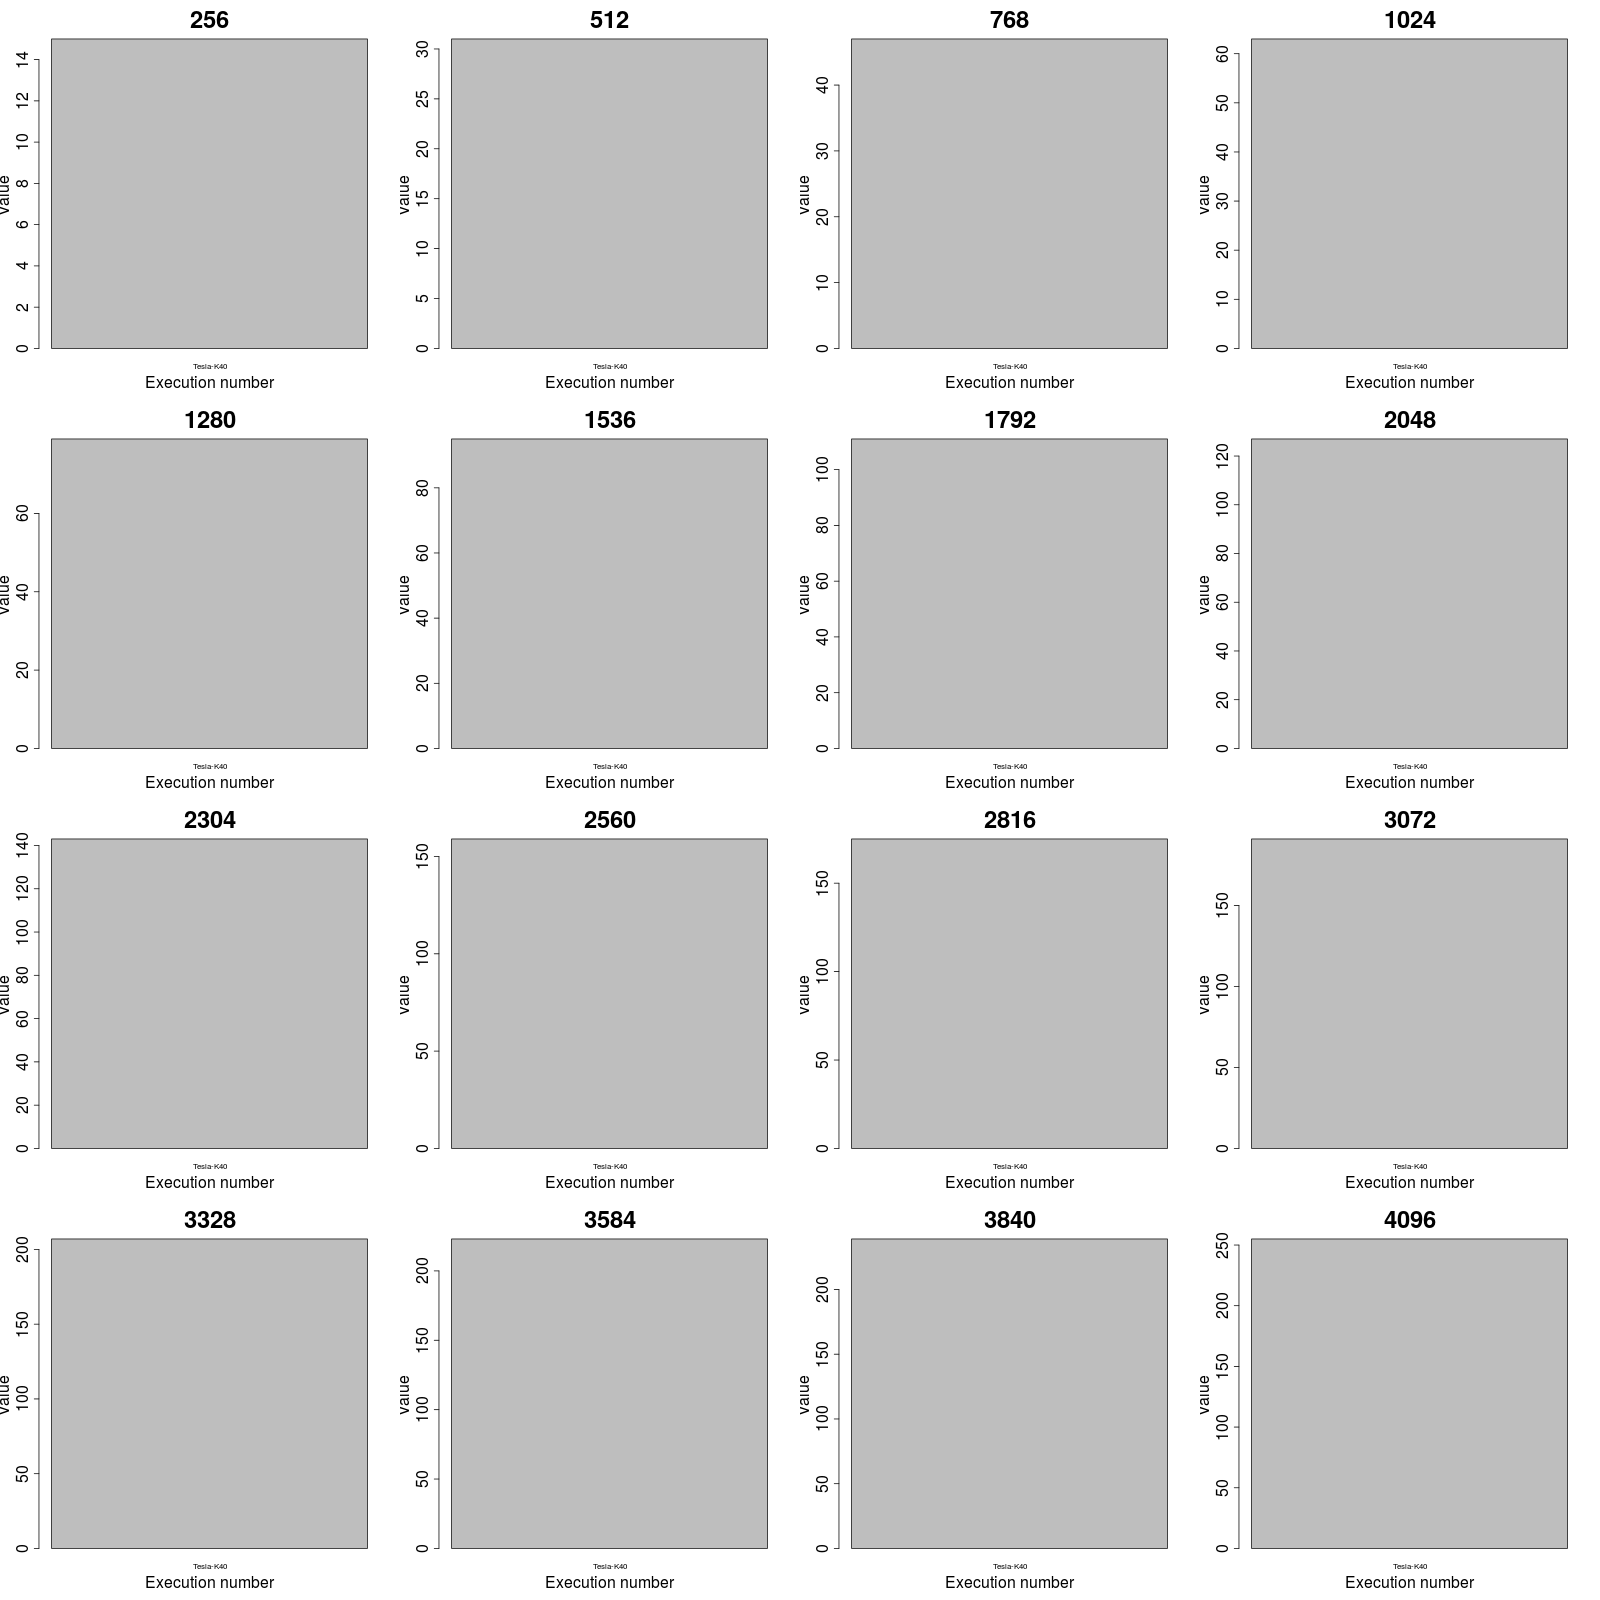 256 512 768 1024
value 0 2 4 6 8 10 12 14
value 0 5 10 15 20 25 30
value 0 10 20 30 40
value 0 10 20 30 40 50 60
Tesla-K40 Tesla-K40 Tesla-K40 Tesla-K40
Execution number Execution number Execution number Execution number
1280 1536 1792 2048
value 0 20 40 60
value 0 20 40 60 80
value 0 20 40 60 80 100
value 0 20 40 60 80 100 120
Tesla-K40 Tesla-K40 Tesla-K40 Tesla-K40
Execution number Execution number Execution number Execution number
2304 2560 2816 3072
value 0 20 40 60 80 100 120 140
value 0 50 100 150
value 0 50 100 150
value 0 50 100 150
Tesla-K40 Tesla-K40 Tesla-K40 Tesla-K40
Execution number Execution number Execution number Execution number
3328 3584 3840 4096
value 0 50 100 150 200
value 0 50 100 150 200
value 0 50 100 150 200
value 0 50 100 150 200 250
Tesla-K40 Tesla-K40 Tesla-K40 Tesla-K40
Execution number Execution number Execution number Execution number